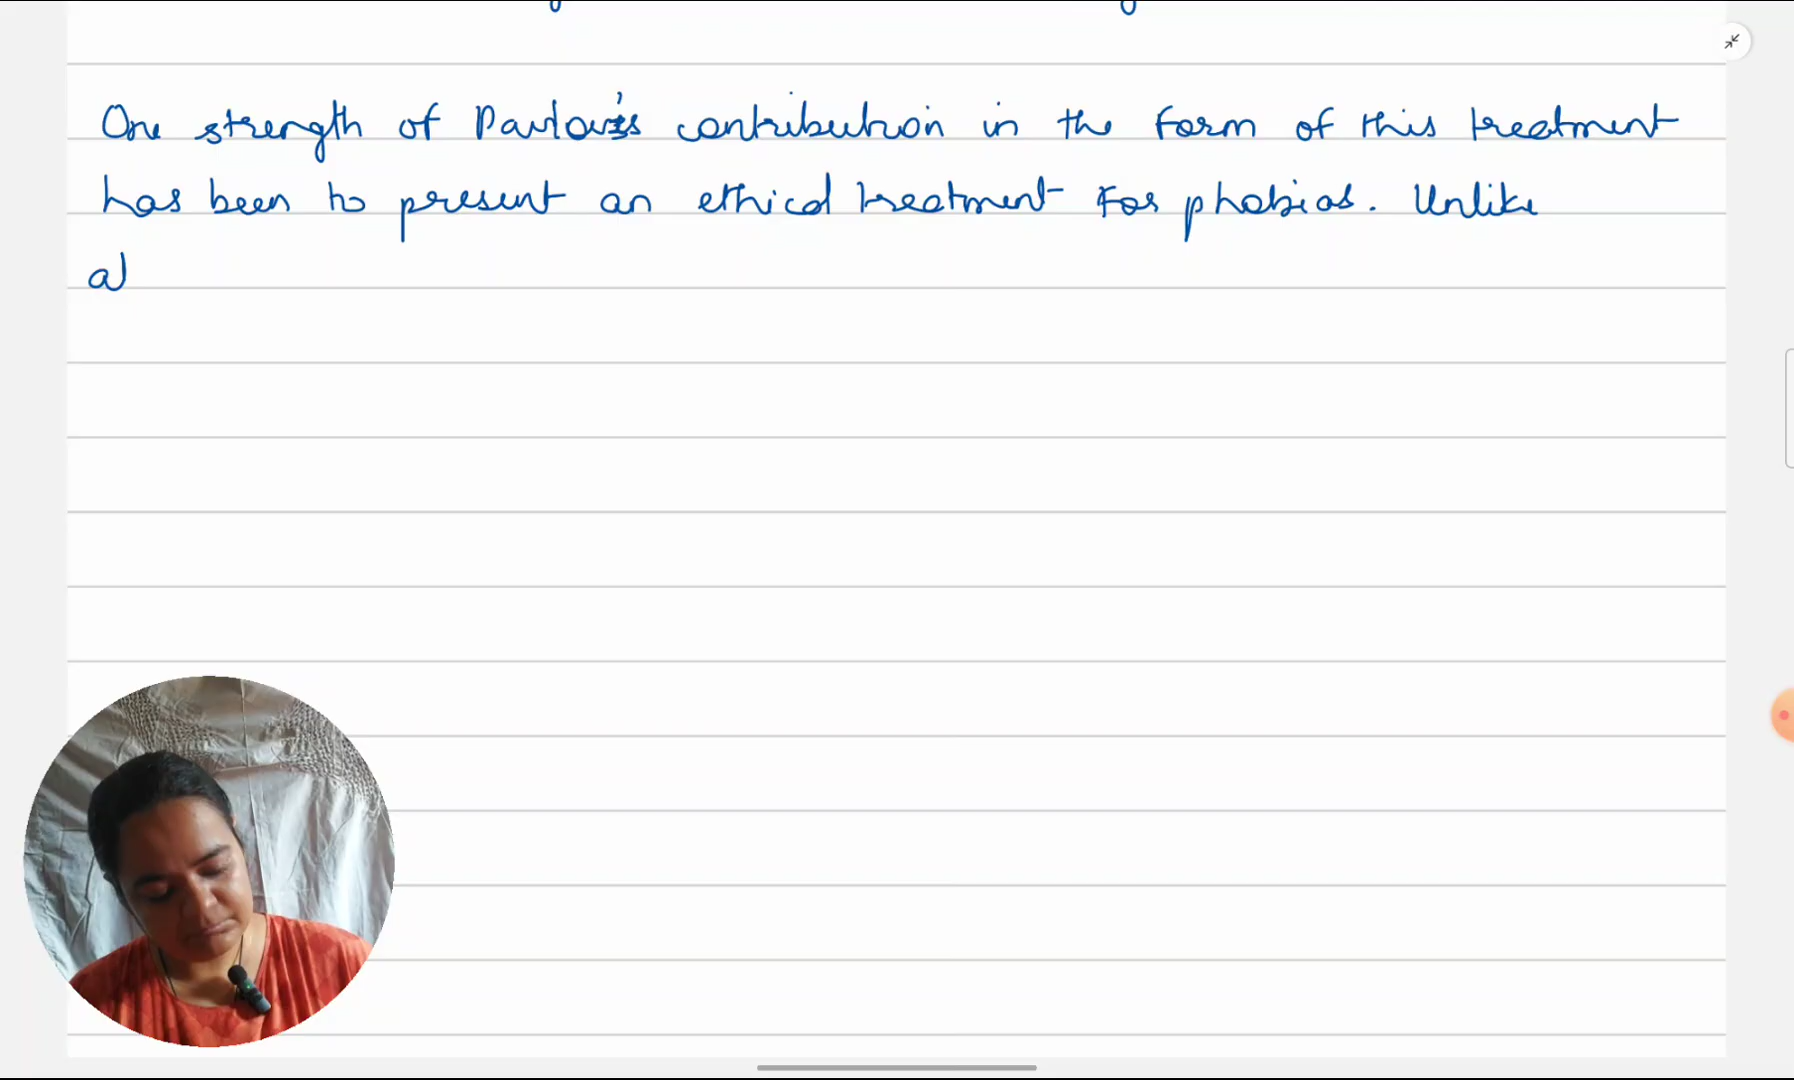 One strength of Pavlov's contribution in the form of this treatment
has been to present an ethical treatment for phobias. Unlike
al